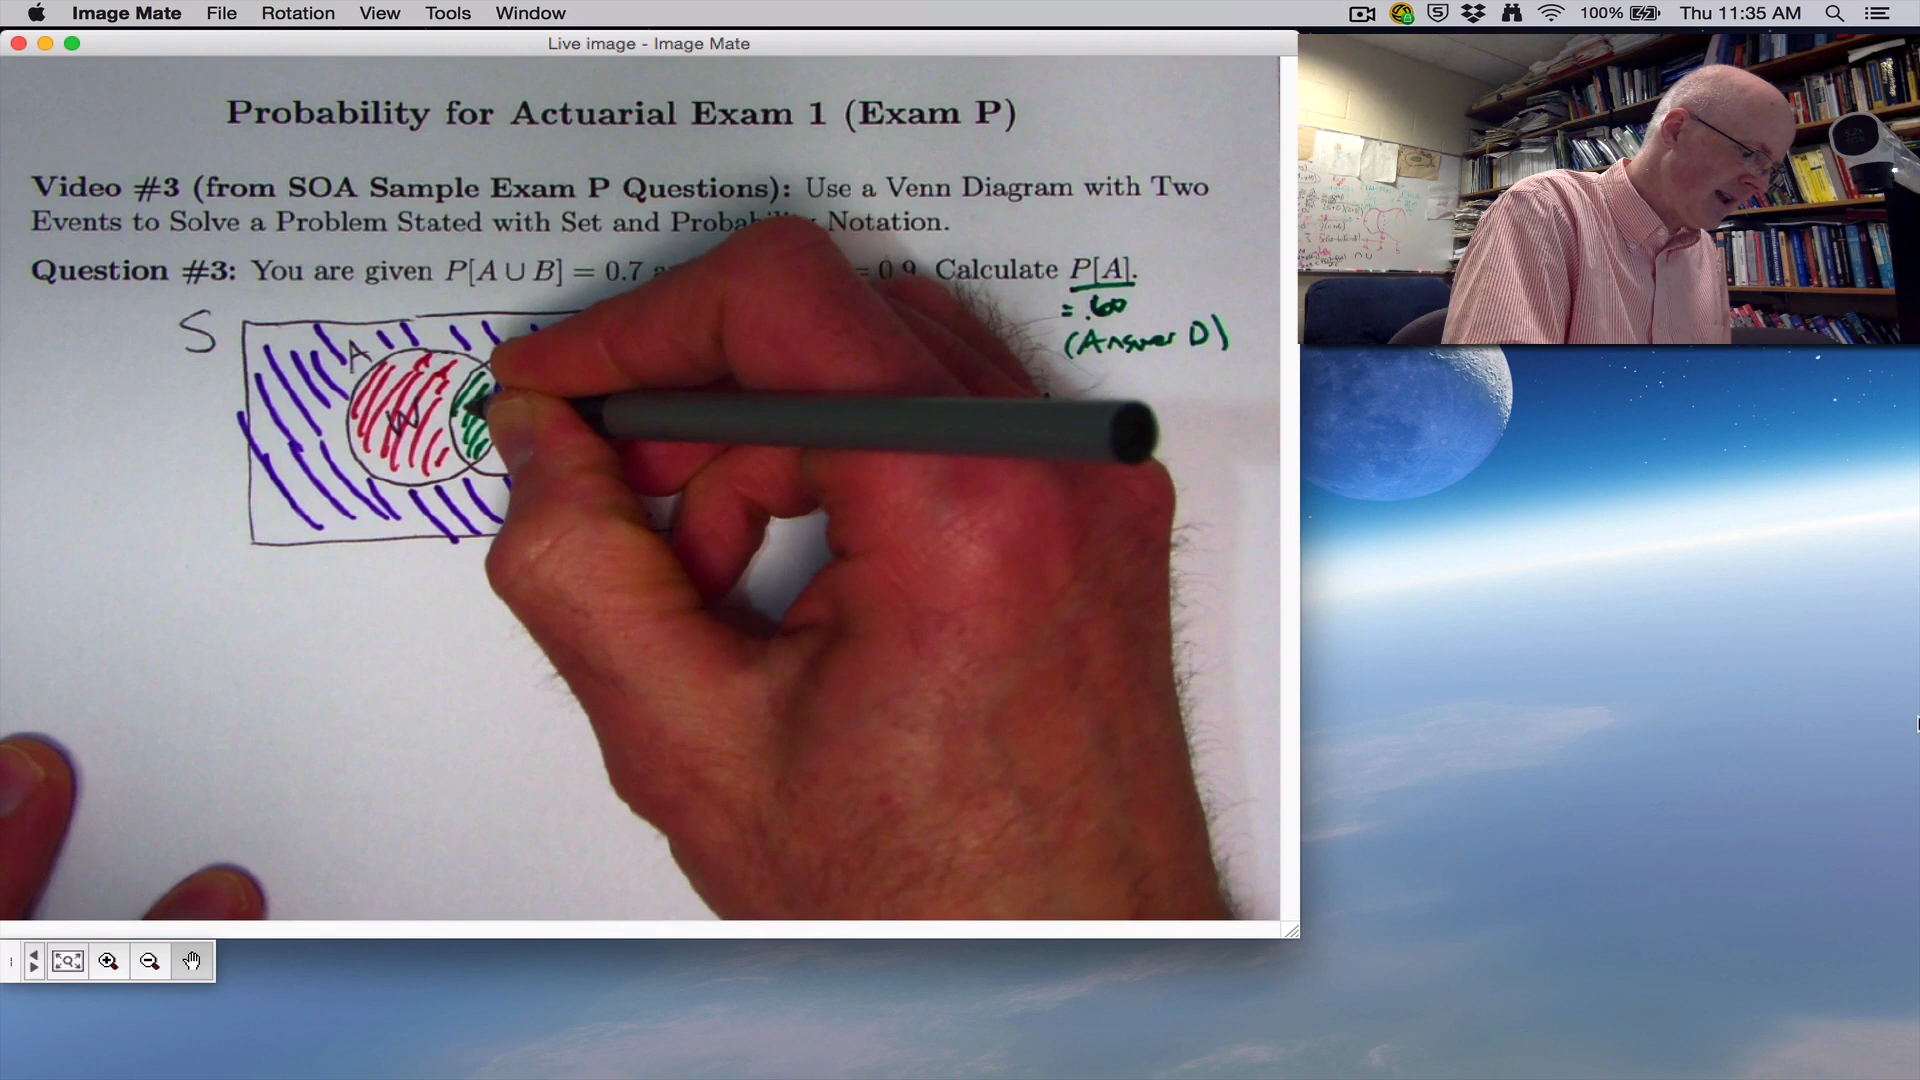 Image Mate File Rotation View Tools Window
100% Thu 11:35 AM
Live image - Image Mate
Probability for Actuarial Exam 1 (Exam P)
Video #3 (from SOA Sample Exam P Questions): Use a Venn Diagram with Two
Events to Solve a Problem Stated with Set and Notation.
Question #3: You are given P[A ∪ B] = 0.7 = 0.9. Calculate P[A].
= .60
(Answer D)
S
A
W